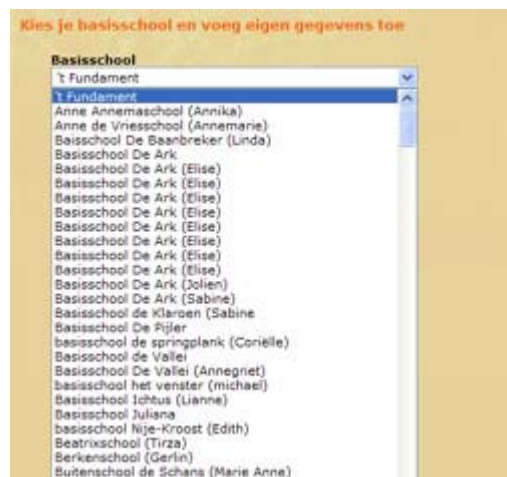 Kies je basisschool en voeg eigen gegevens toe
Basisschool
't Fundament
't Fundament
Anne Annemaschool (Annika)
Anne de Vriesschool (Annemarie)
Baisschool De Baanbreker (Linda)
Basisschool De Ark
Basisschool De Ark (Elise)
Basisschool De Ark (Elise)
Basisschool De Ark (Elise)
Basisschool De Ark (Elise)
Basisschool De Ark (Elise)
Basisschool De Ark (Elise)
Basisschool De Ark (Elise)
Basisschool De Ark (Elise)
Basisschool De Ark (Jolien)
Basisschool De Ark (Sabine)
Basisschool de Klaroen (Sabine
Basisschool De Pijler
basisschool de springplank (Coriëlle)
Basisschool de Vallei
Basisschool De Vallei (Annegriet)
basisschool het venster (michael)
Basisschool Ichtus (Lianne)
Basisschool Juliana
basisschool Nije-Kroost (Edith)
Beatrixschool (Tirza)
Berkenschool (Gerlin)
Buitenschool de Schans (Marie Anne)